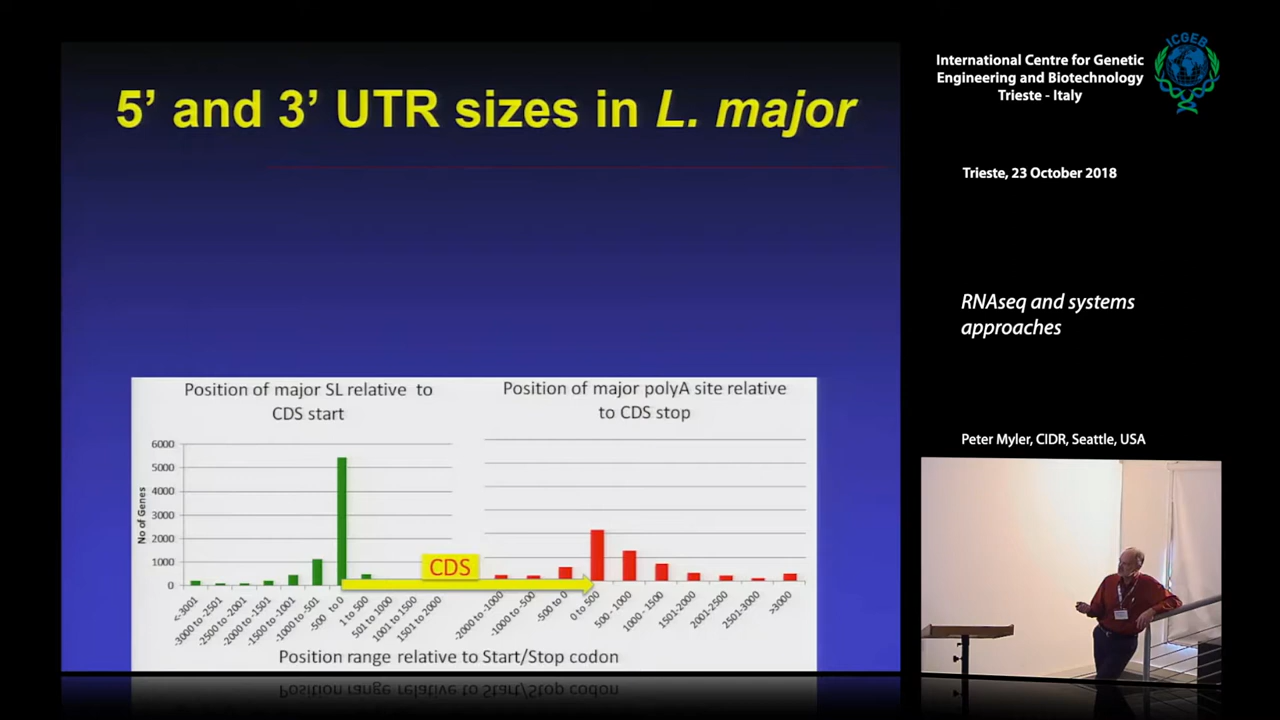 5' and 3' UTR sizes in L. major
Position of major SL relative to
CDS start
Position of major polyA site relative
to CDS stop
No of Genes
6000
5000
4000
3000
2000
1000
0
CDS
<-3001
-3000 to -2501
-2500 to -2001
-2000 to -1501
-1500 to -1001
-1000 to -501
-500 to 0
1 to 500
501 to 1000
1001 to 1500
1501 to 2000
-2000 to -1000
-1000 to -500
-500 to 0
0 to 500
500 - 1000
1000 - 1500
1501-2000
2001-2500
2501-3000
>3000
Position range relative to Start/Stop codon
International Centre for Genetic
Engineering and Biotechnology
Trieste - Italy
ICGEB
Trieste, 23 October 2018
RNAseq and systems
approaches
Peter Myler, CIDR, Seattle, USA